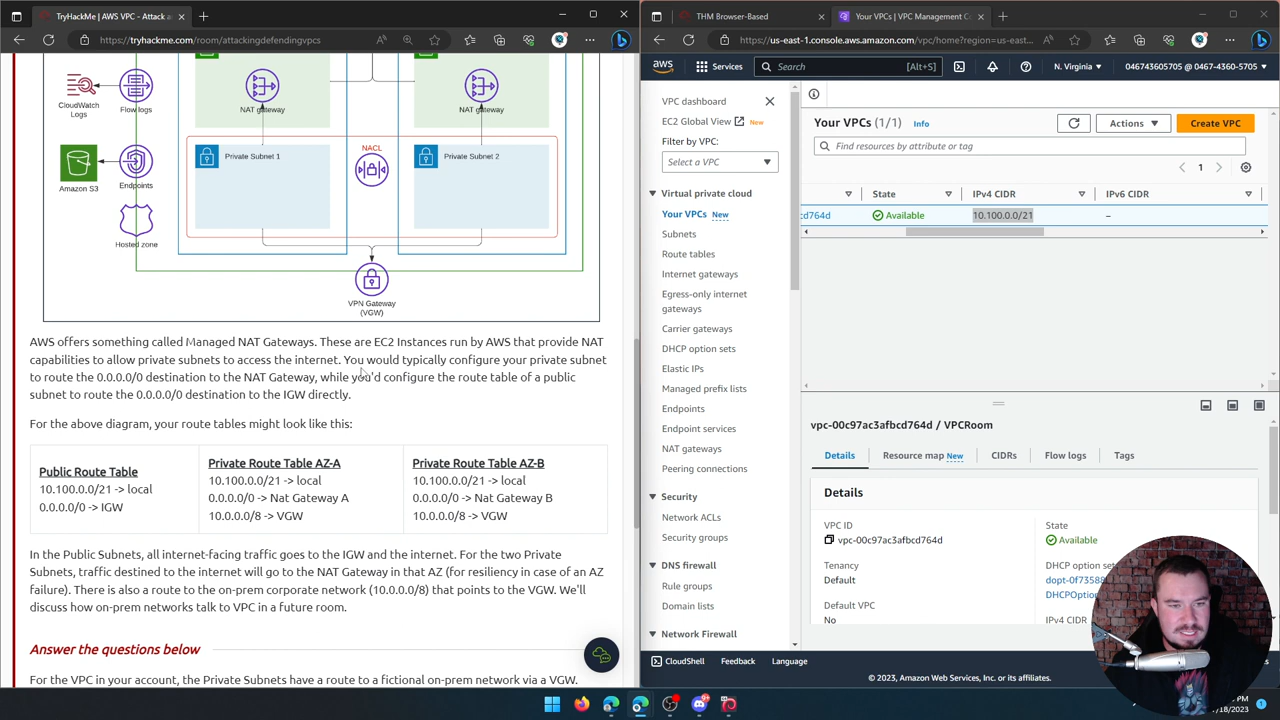 TryHackMe | AWS VPC - Attack a
https://tryhackme.com/room/attackingdefendingvpcs
CloudWatch
Logs
Flow logs
NAT gateway
NAT gateway
NACL
Private Subnet 1
Private Subnet 2
Amazon S3
Endpoints
Hosted zone
VPN Gateway
(VGW)
AWS offers something called Managed NAT Gateways. These are EC2 Instances run by AWS that provide NAT
capabilities to allow private subnets to access the internet. You would typically configure your private subnet
to route the 0.0.0.0/0 destination to the NAT Gateway, while you'd configure the route table of a public
subnet to route the 0.0.0.0/0 destination to the IGW directly.
For the above diagram, your route tables might look like this:
Public Route Table
10.100.0.0/21 -> local
0.0.0.0/0 -> IGW
Private Route Table AZ-A
10.100.0.0/21 -> local
0.0.0.0/0 -> Nat Gateway A
10.0.0.0/8 -> VGW
Private Route Table AZ-B
10.100.0.0/21 -> local
0.0.0.0/0 -> Nat Gateway B
10.0.0.0/8 -> VGW
In the Public Subnets, all internet-facing traffic goes to the IGW and the internet. For the two Private
Subnets, traffic destined to the internet will go to the NAT Gateway in that AZ (for resiliency in case of an AZ
failure). There is also a route to the on-prem corporate network (10.0.0.0/8) that points to the VGW. We'll
discuss how on-prem networks talk to VPC in a future room.
Answer the questions below
For the VPC in your account, the Private Subnets have a route to a fictional on-prem network via a VGW.
THM Browser-Based
Your VPCs | VPC Management C
https://us-east-1.console.aws.amazon.com/vpc/home?region=us-east...
aws
Services
Search
[Alt+S]
N. Virginia
046743605705 @ 0467-4360-5705
VPC dashboard
EC2 Global View
New
Filter by VPC:
Select a VPC
Virtual private cloud
Your VPCs
New
Subnets
Route tables
Internet gateways
Egress-only internet
gateways
Carrier gateways
DHCP option sets
Elastic IPs
Managed prefix lists
Endpoints
Endpoint services
NAT gateways
Peering connections
Security
Network ACLs
Security groups
DNS firewall
Rule groups
Domain lists
Network Firewall
Your VPCs (1/1)
Info
Actions
Create VPC
Find resources by attribute or tag
1
State
IPv4 CIDR
IPv6 CIDR
cd764d
Available
10.100.0.0/21
–
vpc-00c97ac3afbcd764d / VPCRoom
Details
Resource map
New
CIDRs
Flow logs
Tags
Details
VPC ID
vpc-00c97ac3afbcd764d
State
Available
Tenancy
Default
DHCP option set
dopt-0f73588
DHCPOption
Default VPC
No
IPv4 CIDR
CloudShell
Feedback
Language
© 2023, Amazon Web Services, Inc. or its affiliates.